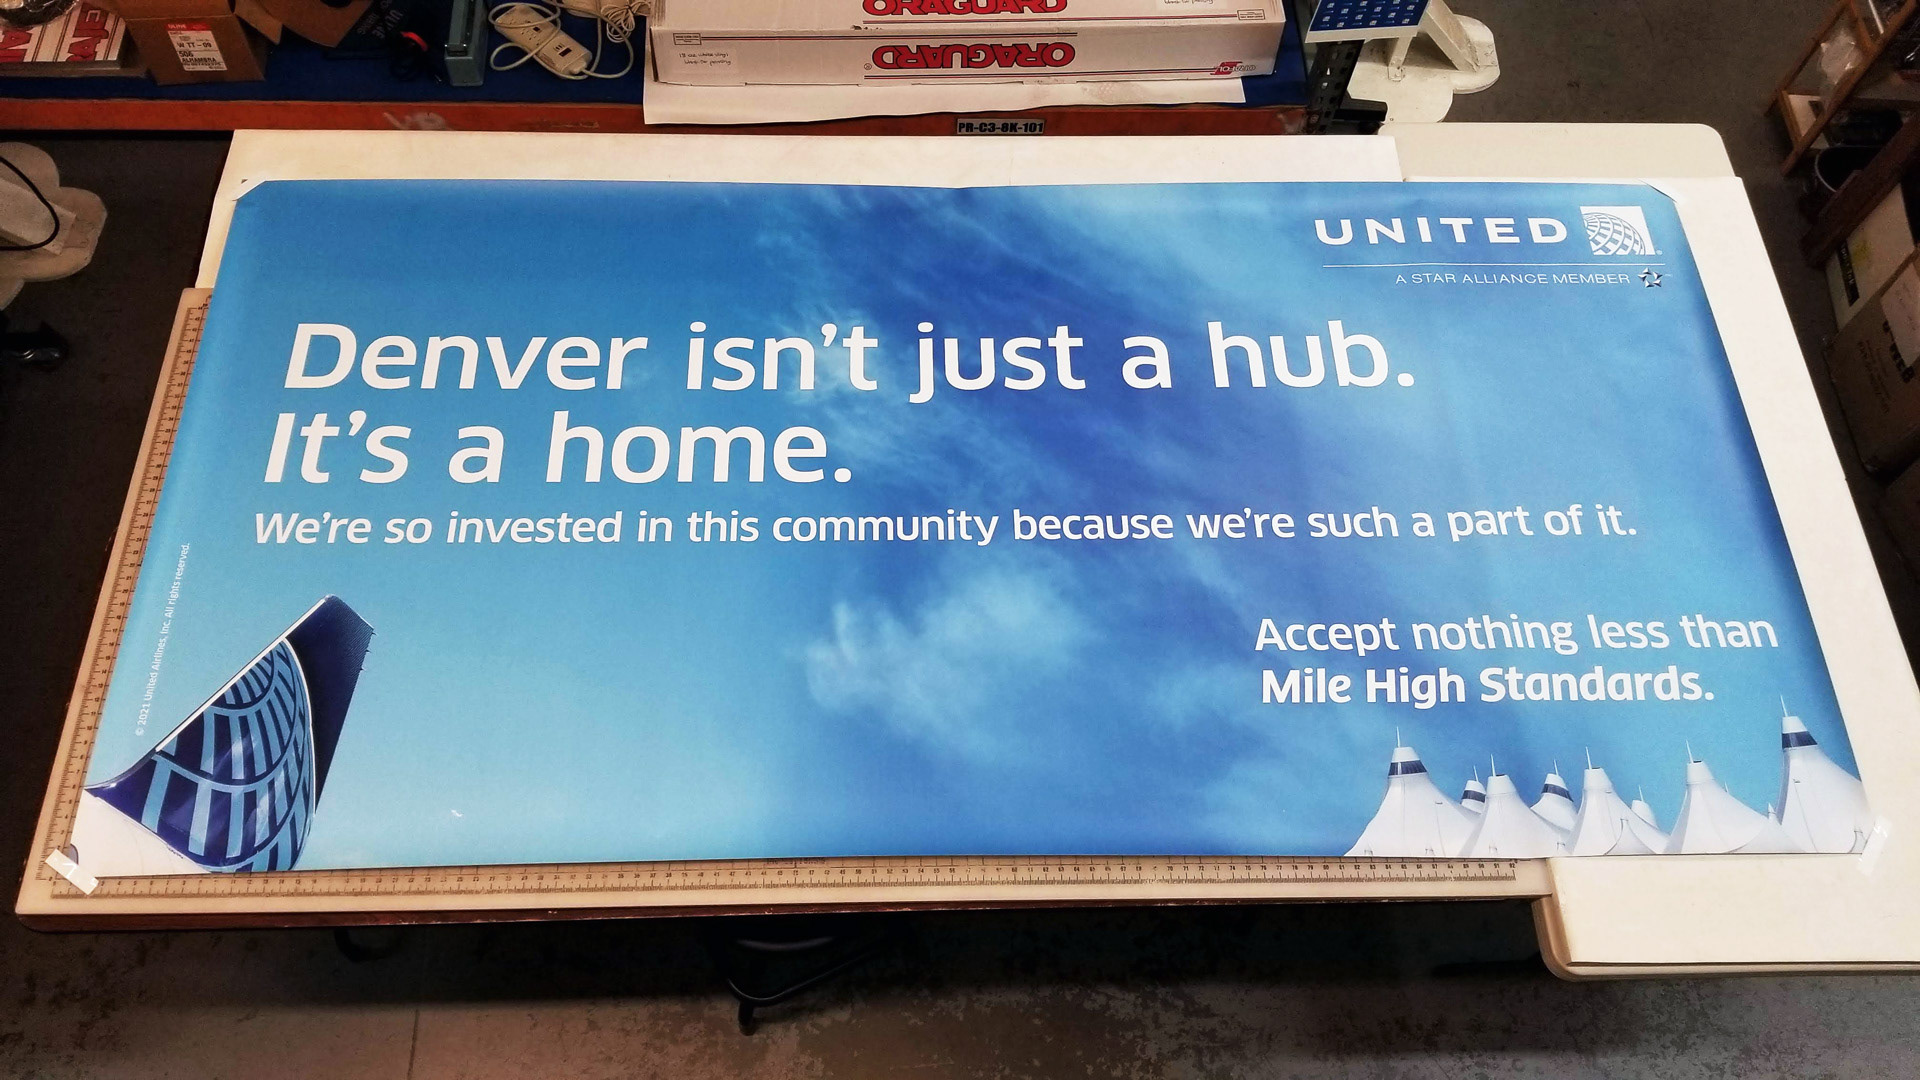 ORAGUARD
ORAGUARD®
PR-C3-8K-101
UNITED
A STAR ALLIANCE MEMBER
Denver isn't just a hub.
It's a home.
We're so invested in this community because we're such a part of it.
Accept nothing less than
Mile High Standards.
© 2021 United Airlines, Inc. All rights reserved.